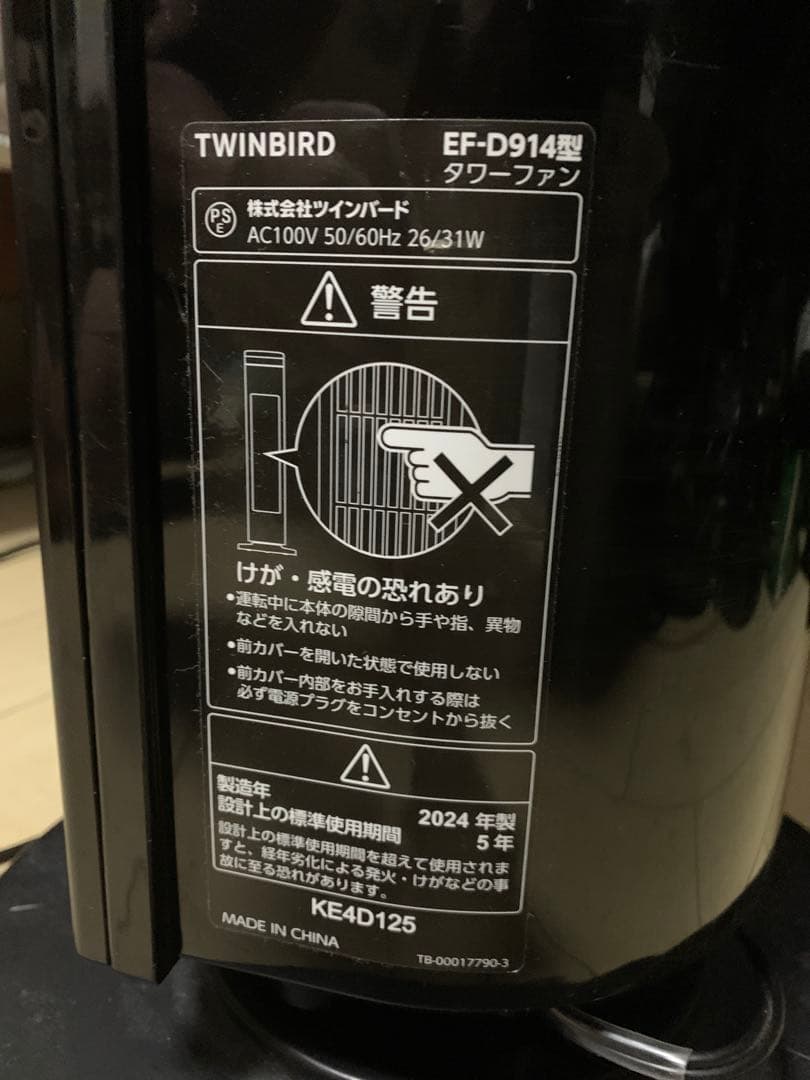 TWINBIRD
EF-D914型
タワーファン
PS
E
株式会社ツインバード
AC100V 50/60Hz 26/31W
警告
けが・感電の恐れあり
•運転中に本体の隙間から手や指、異物
などを入れない
•前カバーを開いた状態で使用しない
•前カバー内部をお手入れする際は
必ず電源プラグをコンセントから抜く
製造年 2024 年製
設計上の標準使用期間 5 年
設計上の標準使用期間を超えて使用されま
すと、経年劣化による発火・けがなどの事
故に至る恐れがあります。
KE4D125
MADE IN CHINA
TB-00017790-3